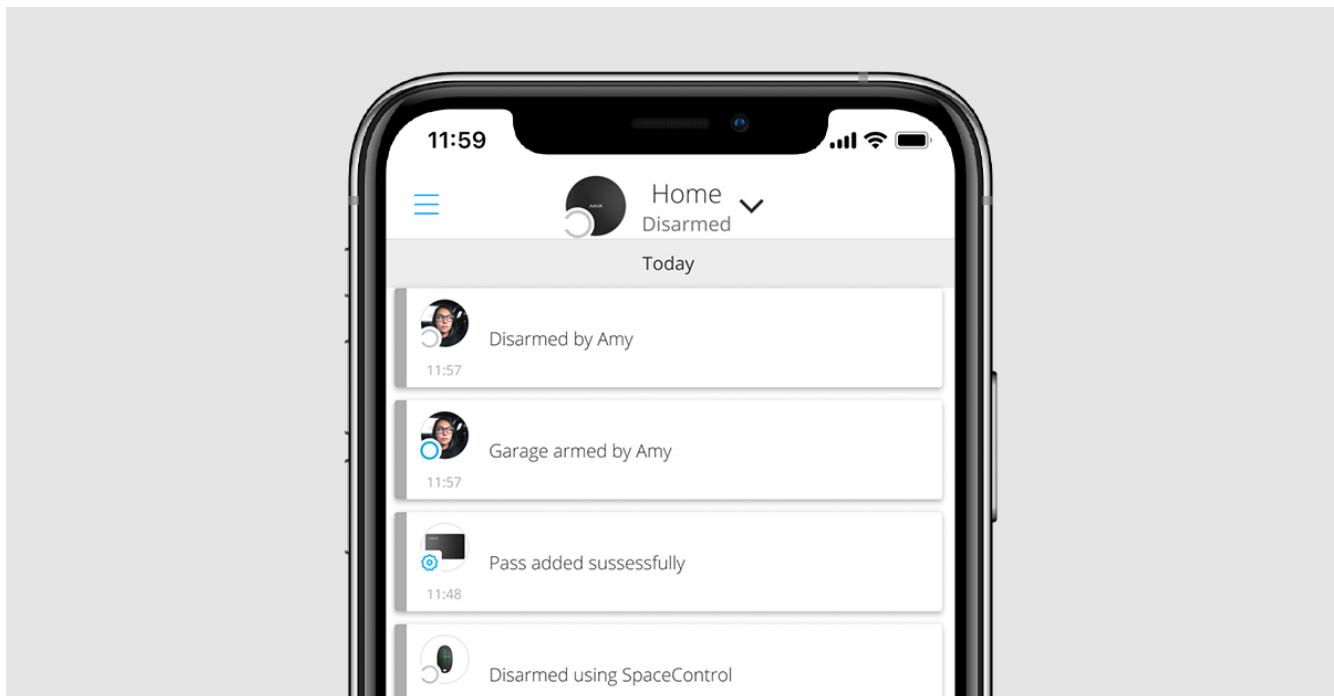 11:59
AJAX
Home
Disarmed
Today
Disarmed by Amy
11:57
Garage armed by Amy
11:57
Pass added sussessfully
11:48
Disarmed using SpaceControl